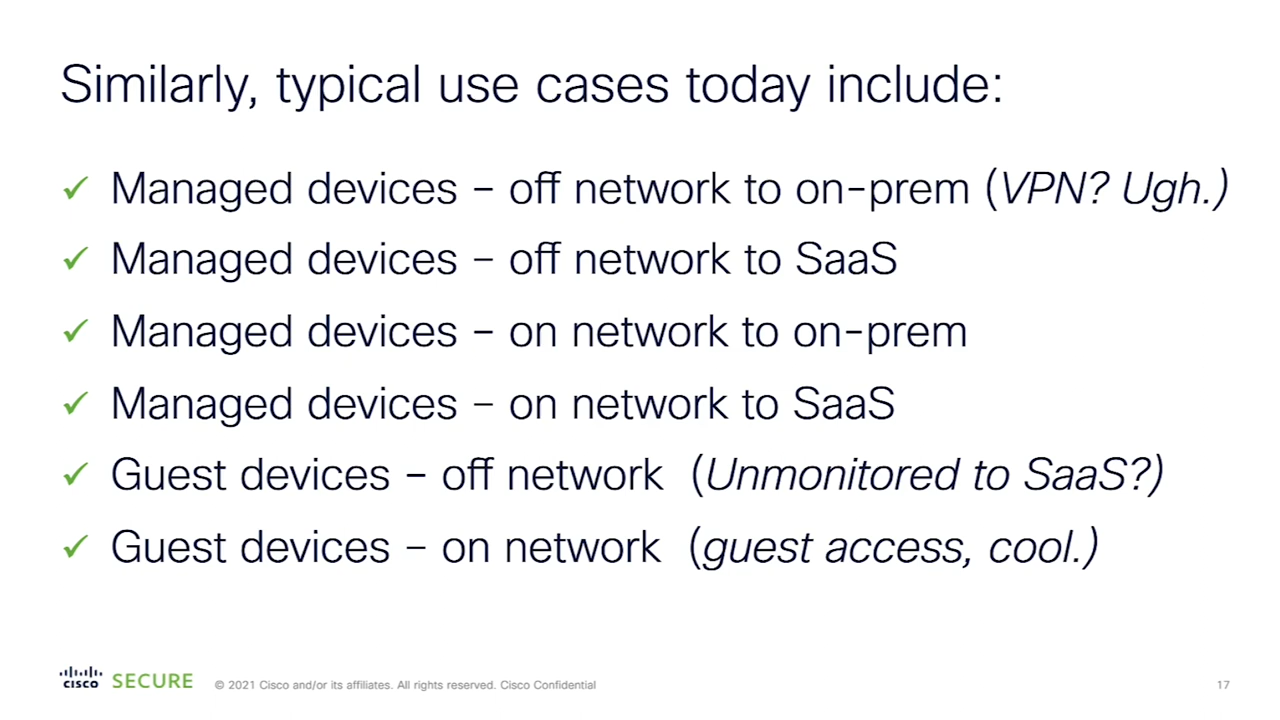 Similarly, typical use cases today include:
✓ Managed devices – off network to on-prem (VPN? Ugh.)
✓ Managed devices – off network to SaaS
✓ Managed devices – on network to on-prem
✓ Managed devices – on network to SaaS
✓ Guest devices – off network (Unmonitored to SaaS?)
✓ Guest devices – on network (guest access, cool.)
CISCO SECURE © 2021 Cisco and/or its affiliates. All rights reserved. Cisco Confidential 17